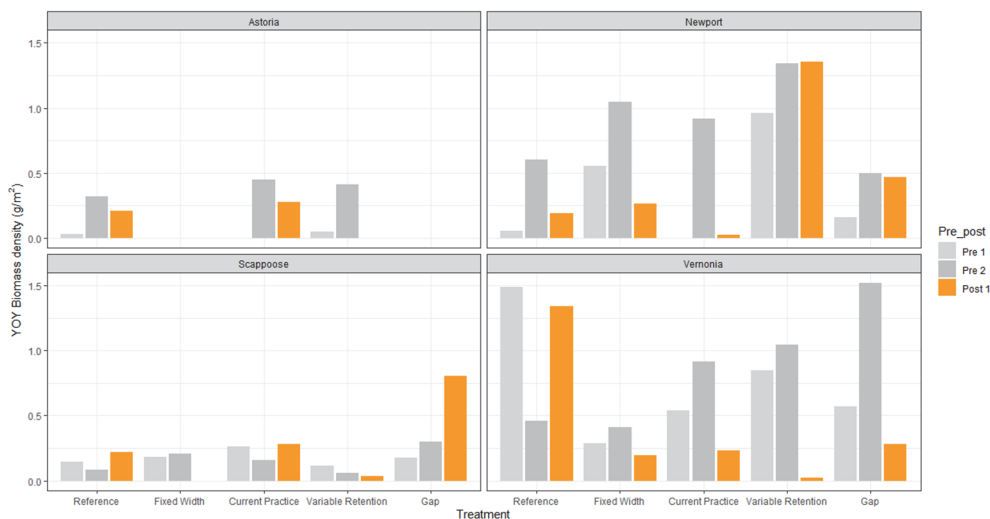 Astoria
Newport
1.5
1.0
0.5
0.0
Scappoose
Vernonia
1.5
1.0
0.5
0.0
YOY Biomass density (g/m²)
Reference Fixed Width Current Practice Variable Retention Gap
Reference Fixed Width Current Practice Variable Retention Gap
Treatment
Pre_post
Pre 1
Pre 2
Post 1